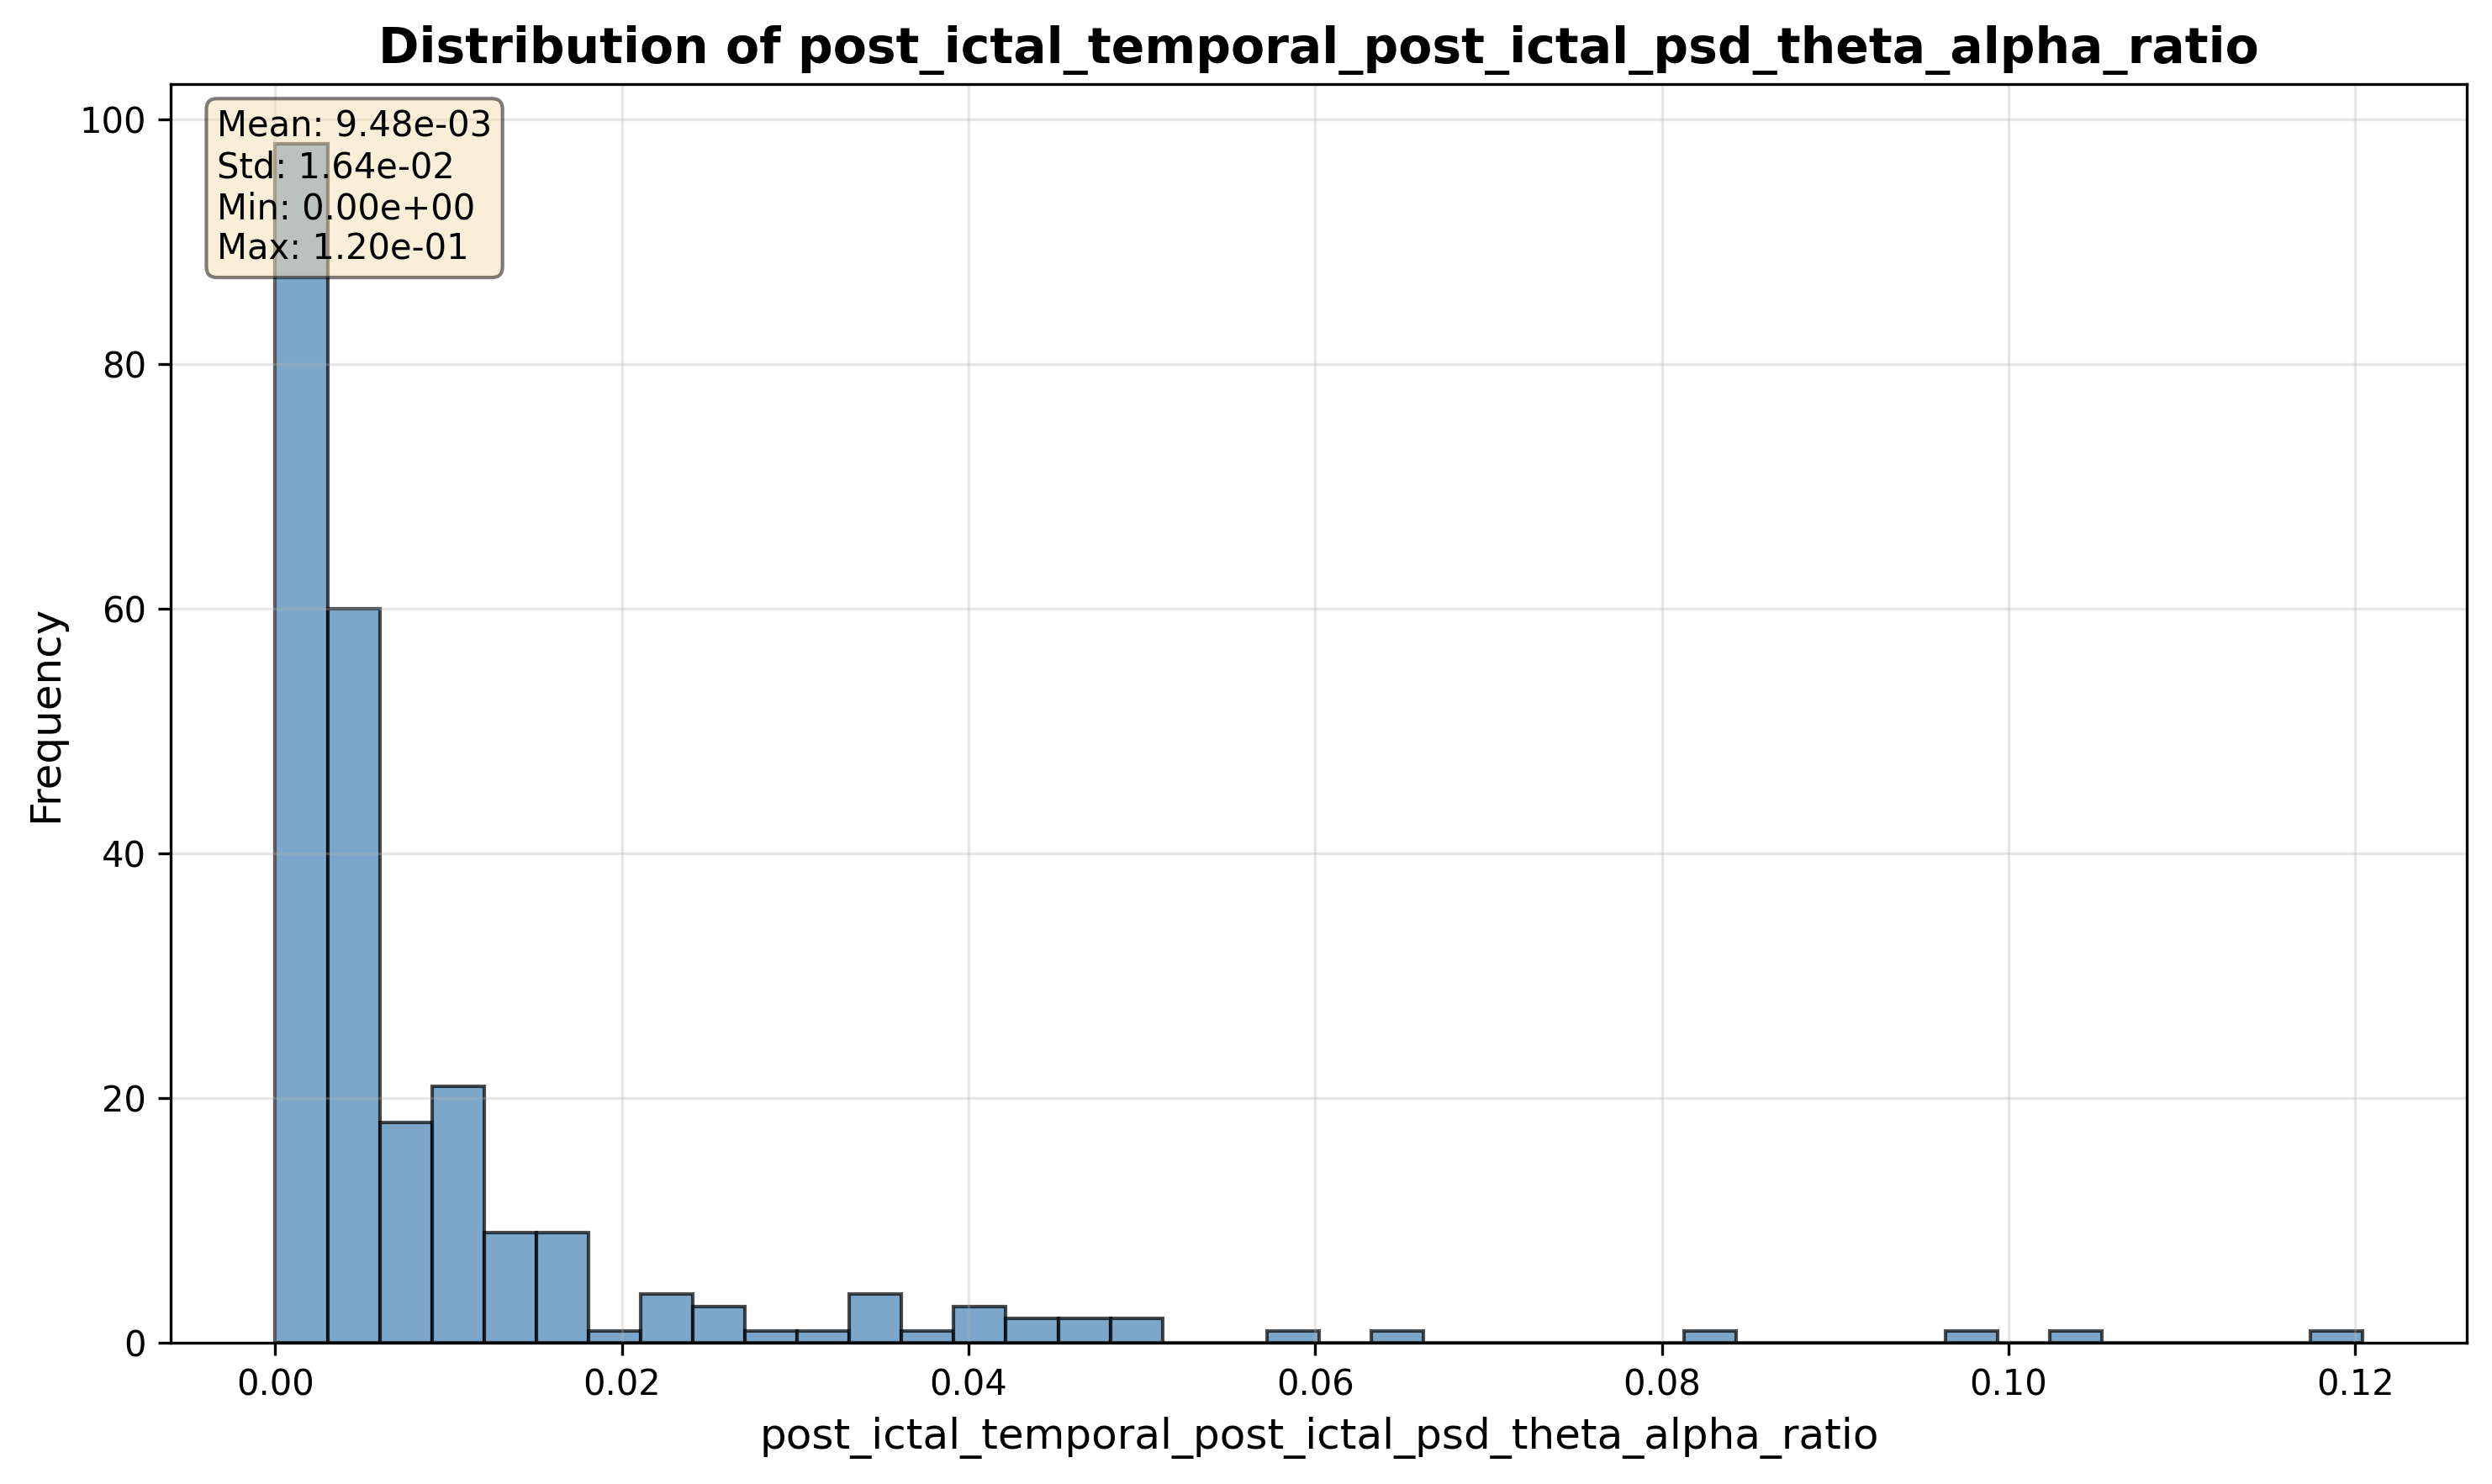 Distribution of post_ictal_temporal_post_ictal_psd_theta_alpha_ratio
Mean: 9.48e-03
Std: 1.64e-02
Min: 0.00e+00
Max: 1.20e-01
Frequency
100
80
60
40
20
0
0.00 0.02 0.04 0.06 0.08 0.10 0.12
post_ictal_temporal_post_ictal_psd_theta_alpha_ratio